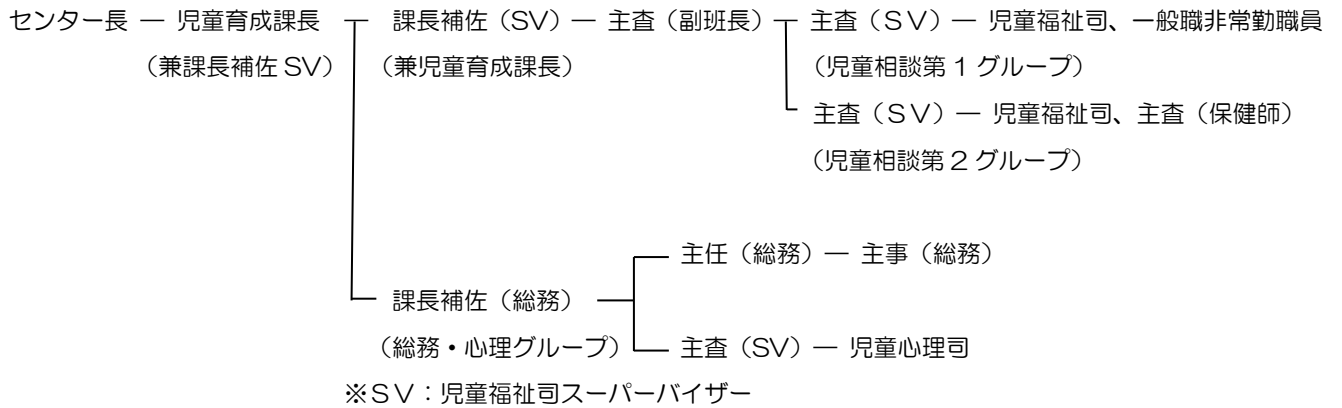 センター長 ― 児童育成課長 課長補佐（SV）― 主査（副班長） 主査（SV）― 児童福祉司、一般職非常勤職員
（兼課長補佐SV） （兼児童育成課長） （児童相談第１グループ）
主査（SV）― 児童福祉司、主査（保健師）
（児童相談第２グループ）
主任（総務）― 主事（総務）
課長補佐（総務）
（総務・心理グループ） 主査（SV）― 児童心理司
※SV：児童福祉司スーパーバイザー